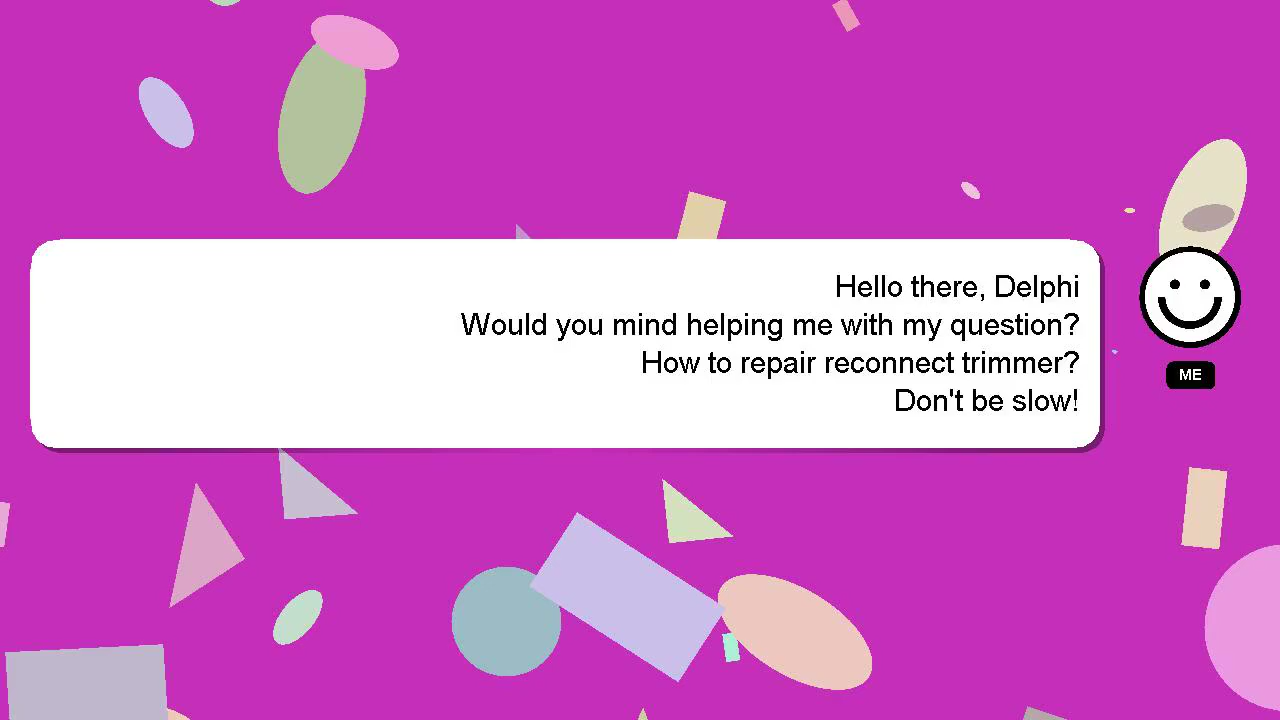 Hello there, Delphi
Would you mind helping me with my question?
How to repair reconnect trimmer?
Don't be slow!
ME